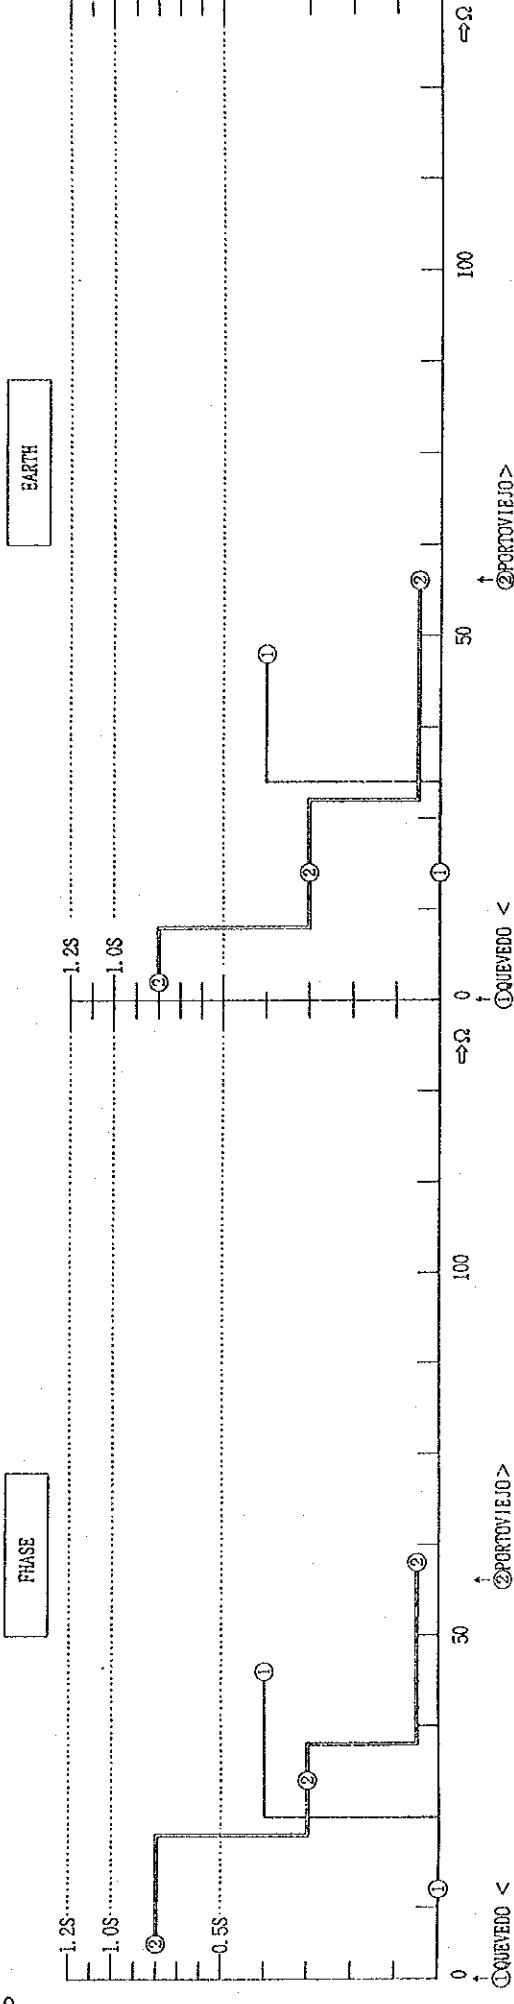 PHASE
1.2S
1.0S
0.5S
②
②
②
①
①
0
50
100
⇨Ω
↑
①QUEVEDO <
↑
②PORTOVIEJO>
EARTH
1.2S
1.0S
②
②
②
①
①
0
50
100
⇨Ω
↑
①QUEVEDO <
↑
②PORTOVIEJO>